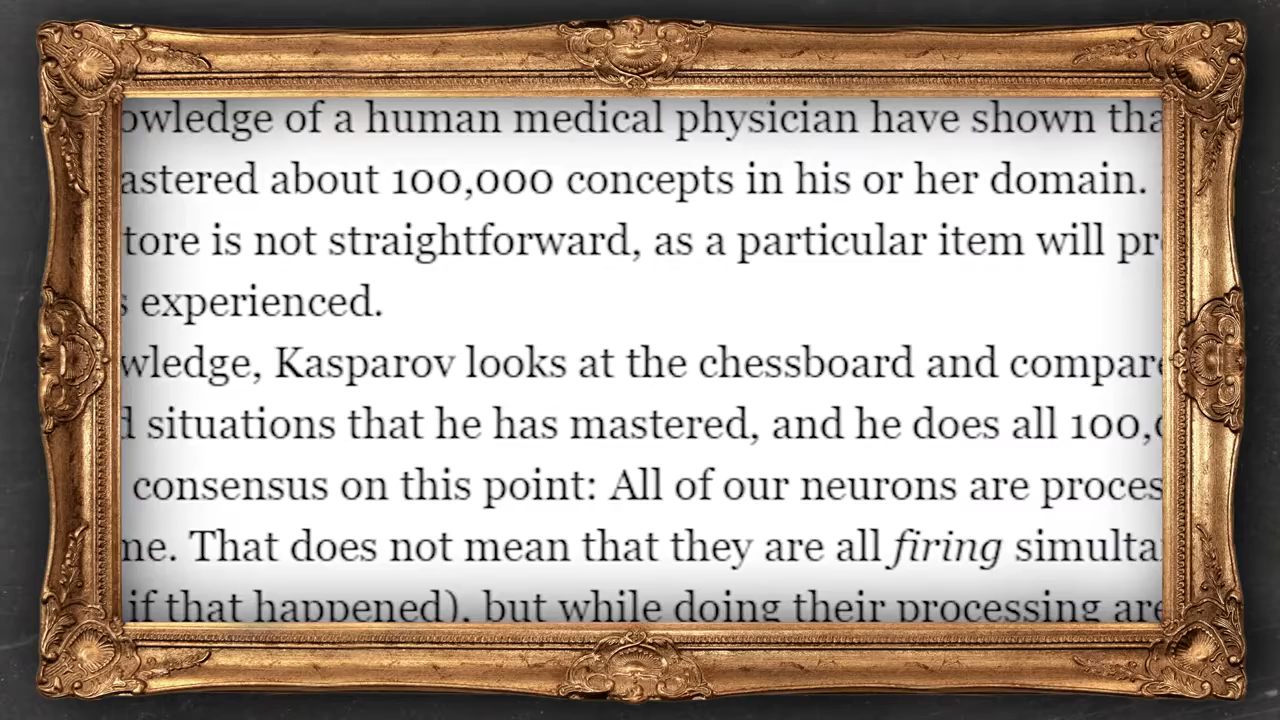 owledge of a human medical physician have shown tha
astered about 100,000 concepts in his or her domain.
tore is not straightforward, as a particular item will pr
s experienced.
wledge, Kasparov looks at the chessboard and compare
d situations that he has mastered, and he does all 100,0
consensus on this point: All of our neurons are proces
ne. That does not mean that they are all firing simulta
if that happened), but while doing their processing are